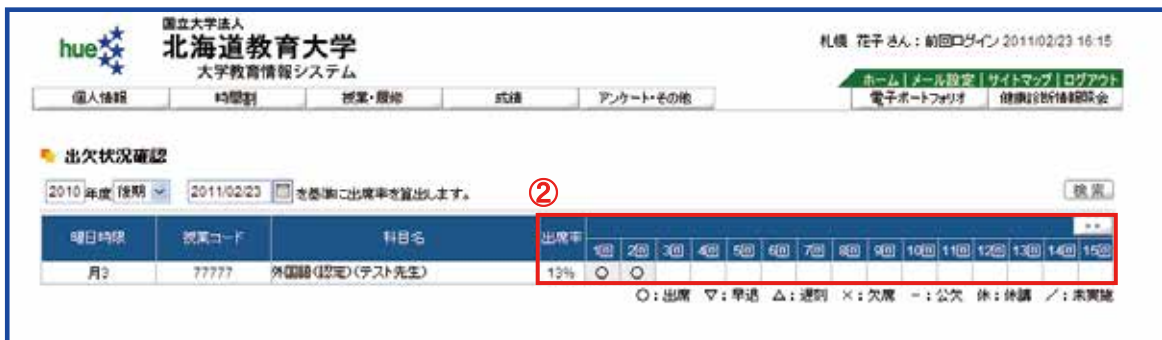 hue
国立大学法人
北海道教育大学
大学教育情報システム
札幌 花子 さん：前回ログイン 2011/02/23 16:15
ホーム | メール設定 | サイトマップ | ログアウト
個人情報 時間割 授業・履修 成績 アンケート・その他 電子ポートフォリオ 健康診断情報照会
出欠状況確認
2010 年度 後期 2011/02/23 を基準に出席率を算出します。 ② 検索
>>
曜日時限 授業コード 科目名 出席率 1回 2回 3回 4回 5回 6回 7回 8回 9回 10回 11回 12回 13回 14回 15回
月3 77777 外国語(認定)(テスト先生) 13% ○ ○
○：出席 ▽：早退 △：遅刻 ×：欠席 －：公欠 休：休講 ／：未実施